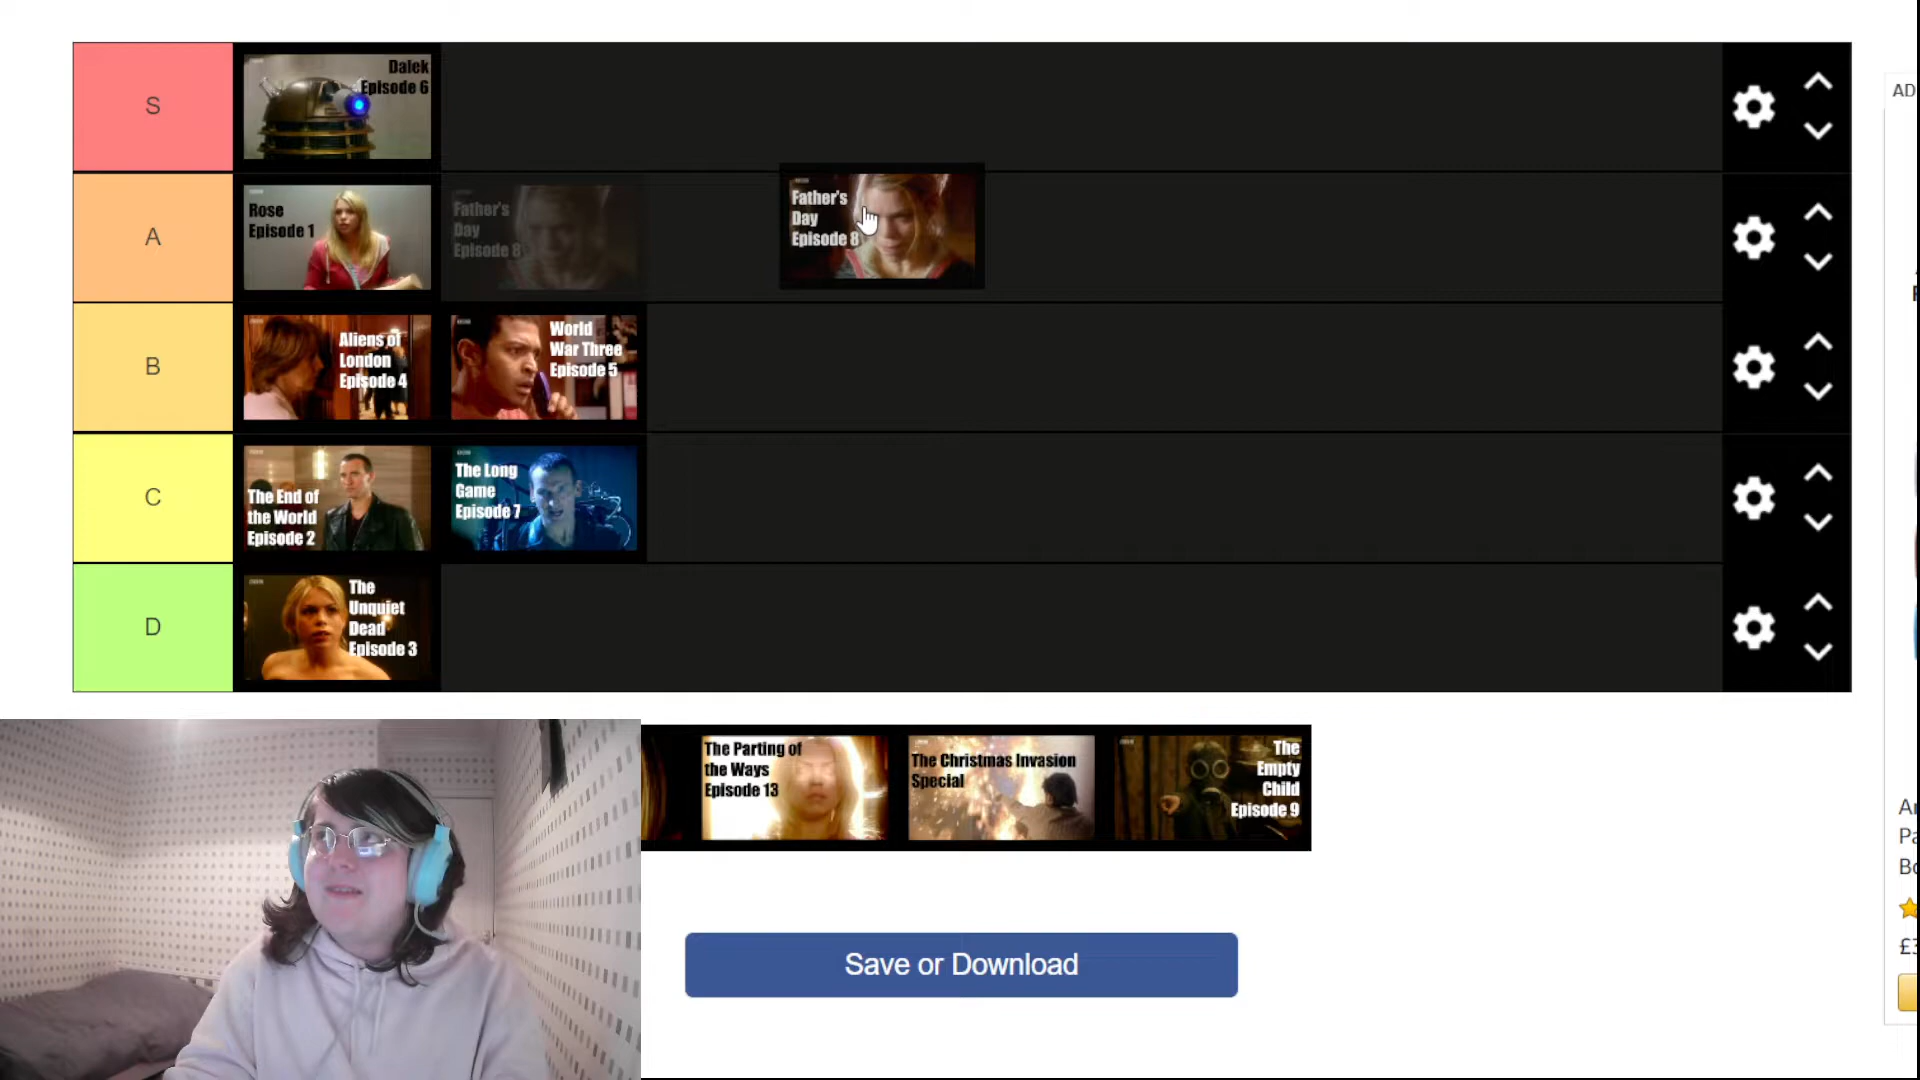 S
Dalek
Episode 6
A
Rose
Episode 1
Father's
Day
Episode 8
Father's
Day
Episode 8
B
Aliens of
London
Episode 4
World
War Three
Episode 5
C
The End of
the World
Episode 2
The Long
Game
Episode 7
D
The
Unquiet
Dead
Episode 3
The Parting of
the Ways
Episode 13
The Christmas Invasion
Special
The
Empty
Child
Episode 9
Save or Download
AD